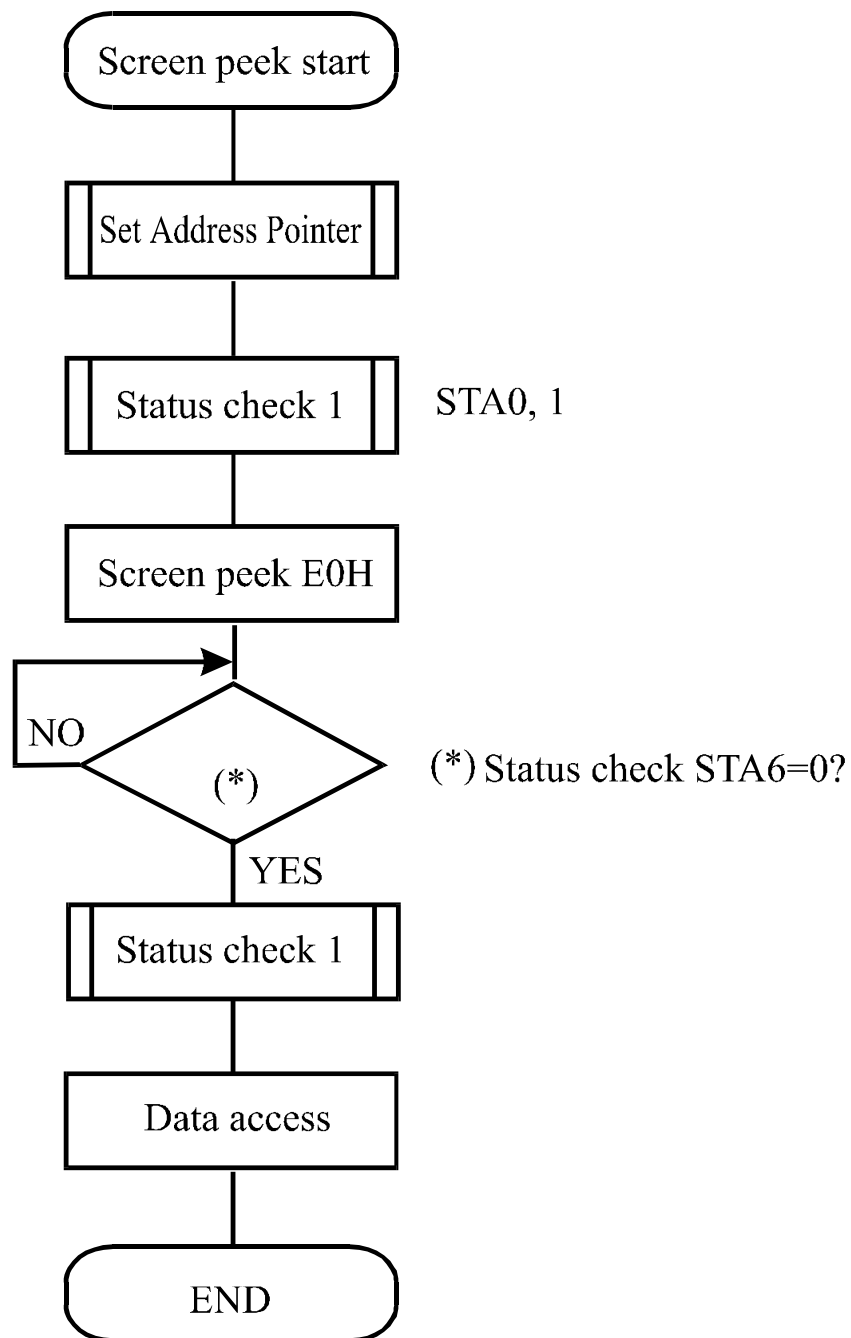 Screen peek start
Set Address Pointer
Status check 1
STA0, 1
Screen peek E0H
NO
(*)
(*) Status check STA6=0?
YES
Status check 1
Data access
END